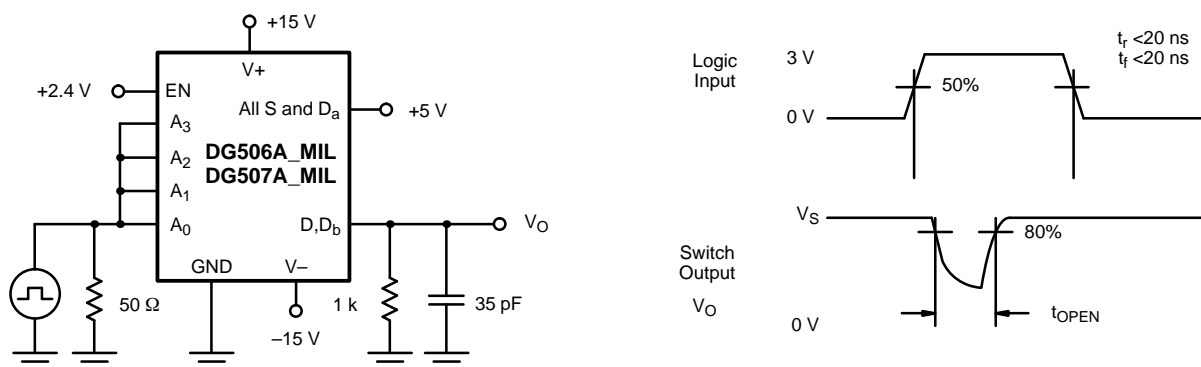 +15 V
V+
+2.4 V
EN
All S and Da
+5 V
A3
A2
DG506A_MIL
DG507A_MIL
A1
A0
D,Db
VO
GND
V–
50 Ω
1 k
35 pF
–15 V
Logic
Input
3 V
tr <20 ns
tf <20 ns
50%
0 V
VS
80%
Switch
Output
VO
0 V
tOPEN